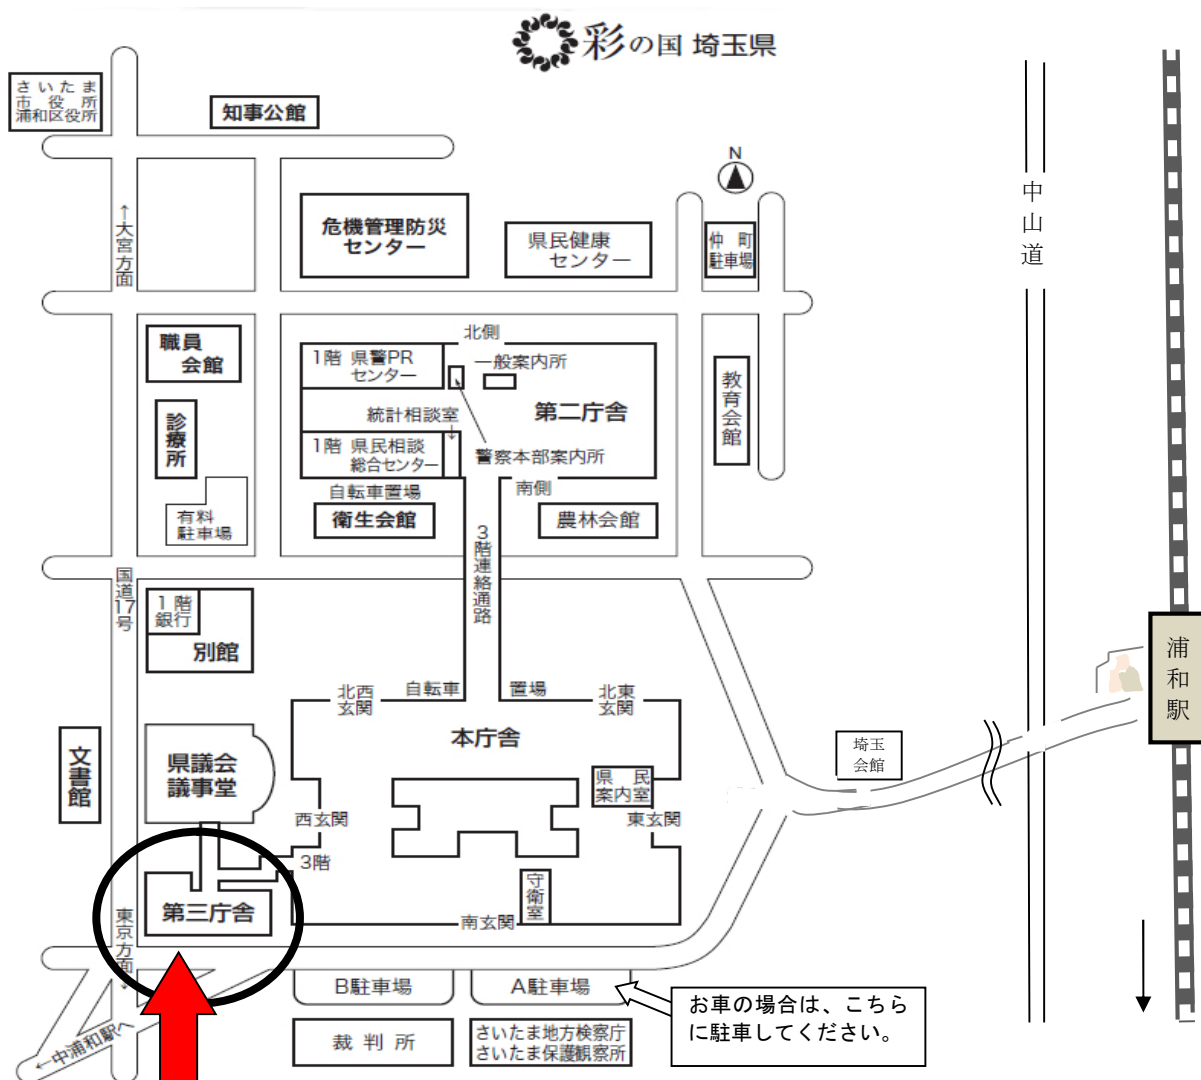 彩の国 埼玉県
さいたま
市役所
浦和区役所
知事公館
N
中山道
↑大宮方面
危機管理防災
センター
県民健康
センター
仲町
駐車場
職員
会館
北側
1階 県警PR
センター
一般案内所
教育会館
第二庁舎
統計相談室
診療所
1階 県民相談
総合センター
警察本部案内所
自転車置場
南側
有料
駐車場
衛生会館
農林会館
3階連絡通路
国道17号
1階
銀行
別館
浦和駅
北西
玄関
自転車 置場
北東
玄関
本庁舎
埼玉
会館
文書館
県議会
議事堂
県民
案内室
西玄関
東玄関
3階
守衛室
第三庁舎
南玄関
東京方面→
B駐車場
A駐車場
お車の場合は、こちら
に駐車してください。
裁判所
さいたま地方検察庁
さいたま保護観察所
←中浦和駅へ